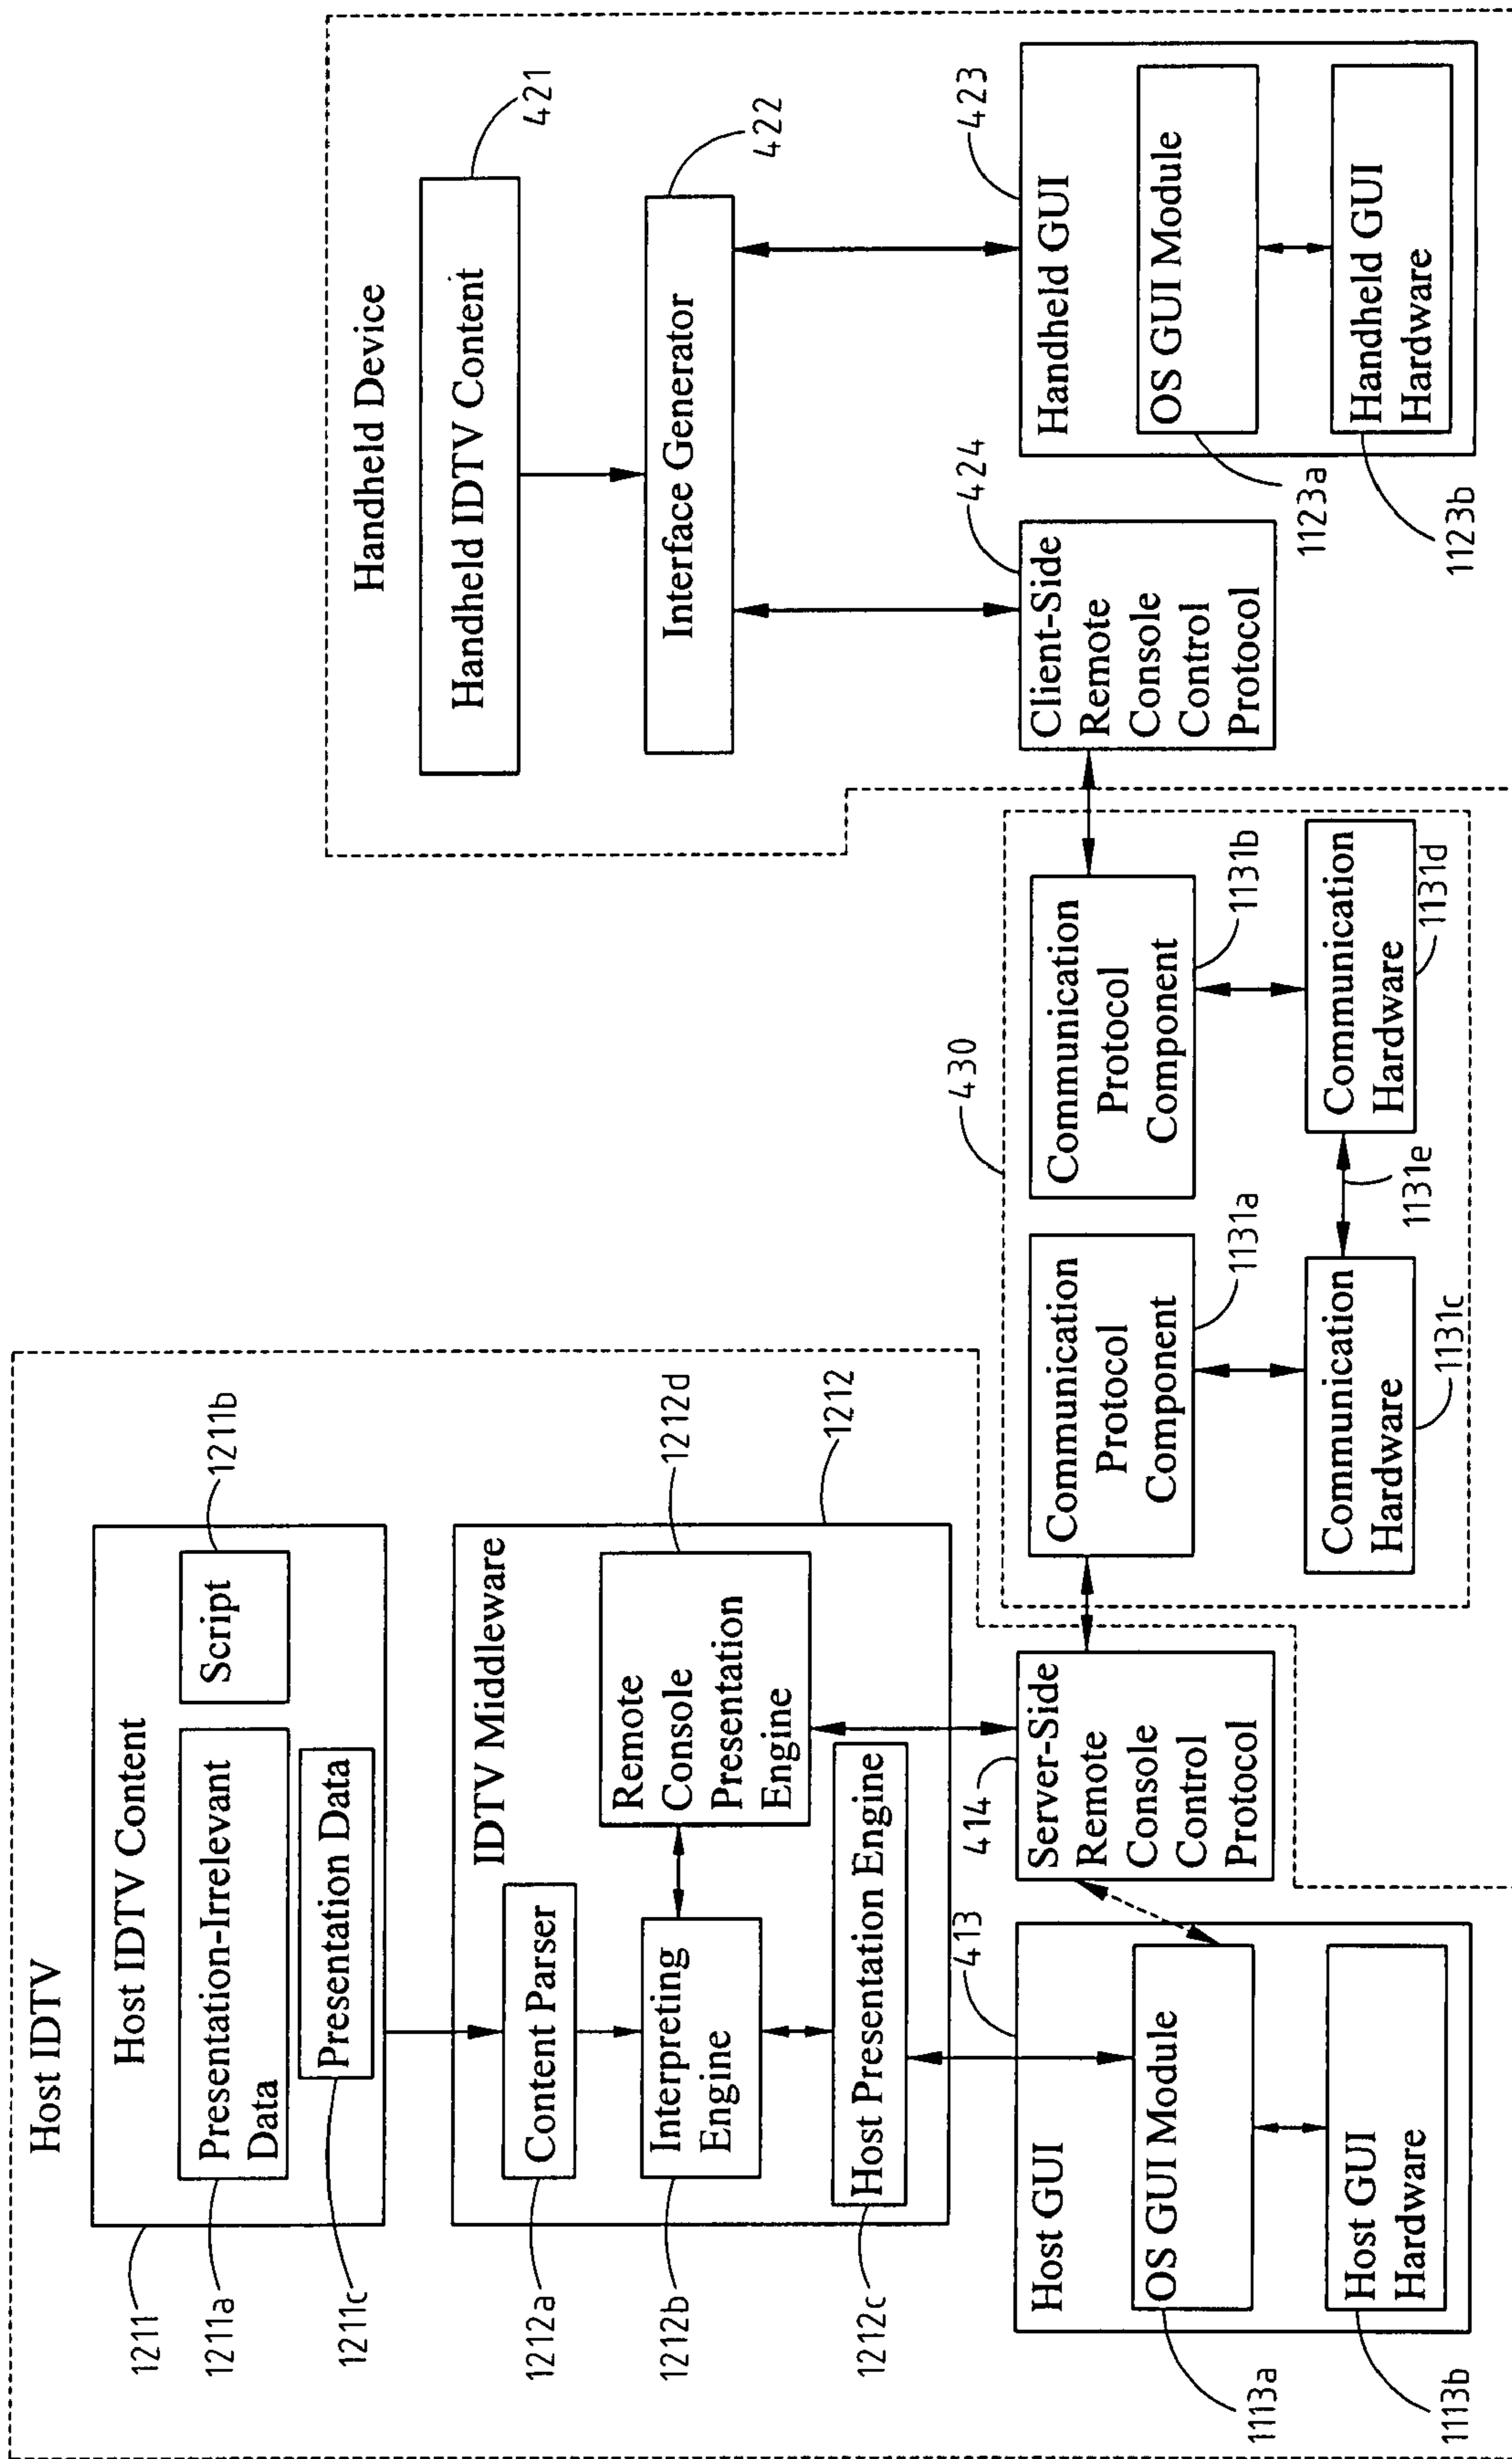 Host IDTV
1211
Host IDTV Content
1211a
Presentation-Irrelevant
Data
Script
1211b
1211c
Presentation Data
IDTV Middleware
1212
1212a
Content Parser
1212b
Interpreting
Engine
Remote
Console
Presentation
Engine
1212d
1212c
Host Presentation Engine
413
Host GUI
1113a
OS GUI Module
1113b
Host GUI
Hardware
414
Server-Side
Remote
Console
Control
Protocol
430
Communication
Protocol
Component
1131a
Communication
Protocol
Component
1131b
Communication
Hardware
1131c
1131e
Communication
Hardware
1131d
Handheld Device
Handheld IDTV Content
421
Interface Generator
422
424
Client-Side
Remote
Console
Control
Protocol
423
Handheld GUI
OS GUI Module
1123a
Handheld GUI
Hardware
1123b